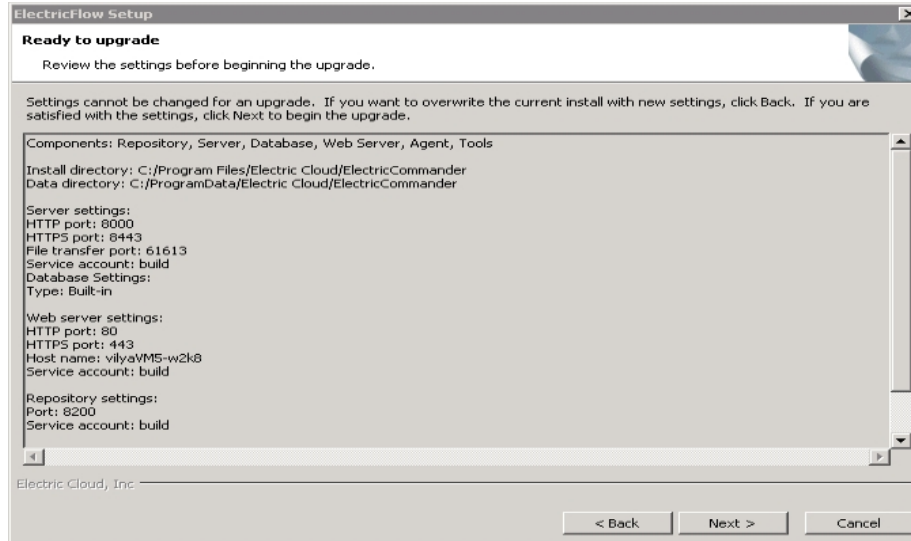 ElectricFlow Setup
Ready to upgrade
Review the settings before beginning the upgrade.
Settings cannot be changed for an upgrade. If you want to overwrite the current install with new settings, click Back. If you are
satisfied with the settings, click Next to begin the upgrade.
Components: Repository, Server, Database, Web Server, Agent, Tools
Install directory: C:/Program Files/Electric Cloud/ElectricCommander
Data directory: C:/ProgramData/Electric Cloud/ElectricCommander
Server settings:
HTTP port: 8000
HTTPS port: 8443
File transfer port: 61613
Service account: build
Database Settings:
Type: Built-in
Web server settings:
HTTP port: 80
HTTPS port: 443
Host name: vilyaVM5-w2k8
Service account: build
Repository settings:
Port: 8200
Service account: build
Electric Cloud, Inc
< Back
Next >
Cancel